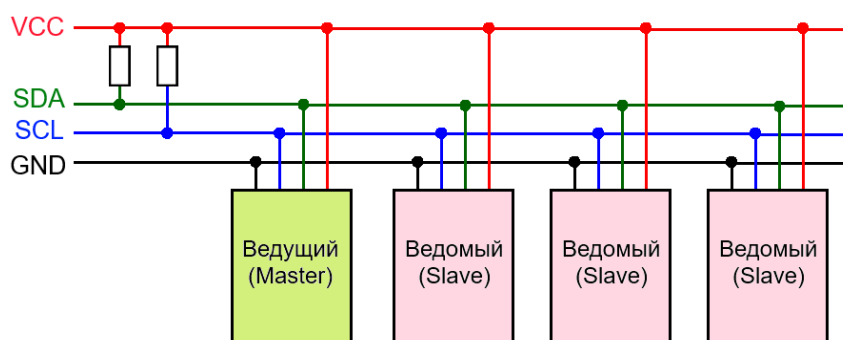 VCC
SDA
SCL
GND
Ведущий
(Master)
Ведомый
(Slave)
Ведомый
(Slave)
Ведомый
(Slave)